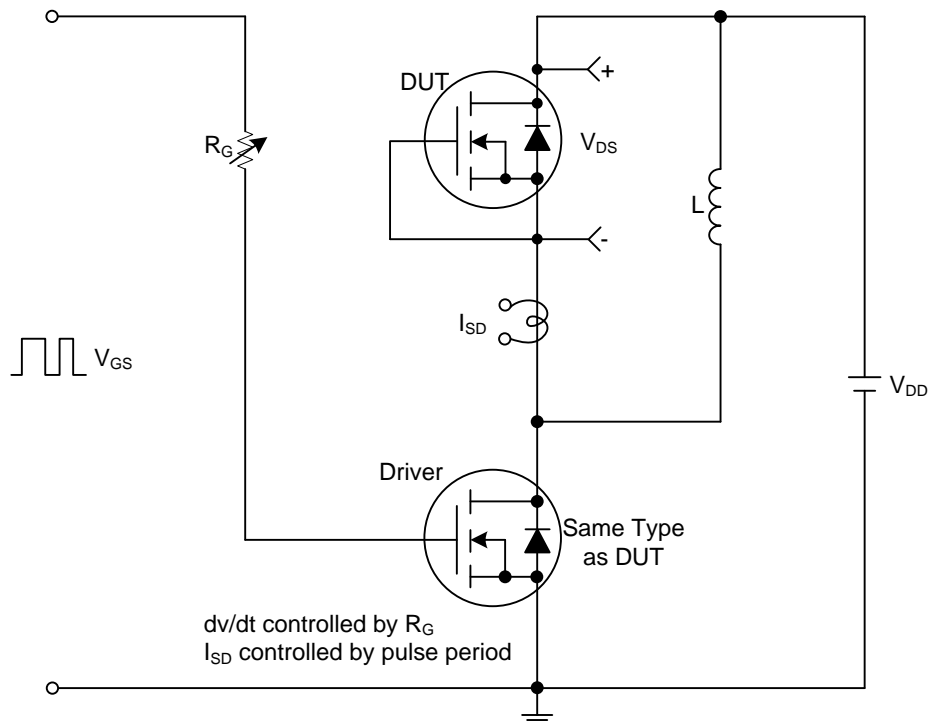 DUT
+
R_G
V_DS
L
-
I_SD
V_GS
V_DD
Driver
Same Type
as DUT
dv/dt controlled by R_G
I_SD controlled by pulse period